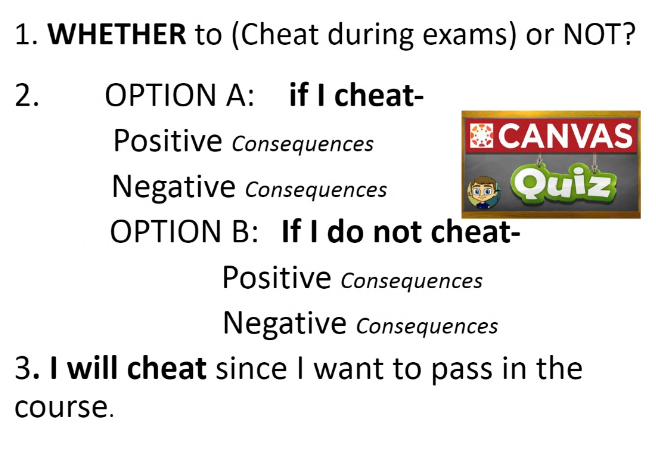 1. WHETHER to (Cheat during exams) or NOT?
2. OPTION A: if I cheat-
Positive Consequences
CANVAS
Negative Consequences
Quiz
OPTION B: If I do not cheat-
Positive Consequences
Negative Consequences
3. I will cheat since I want to pass in the
course.